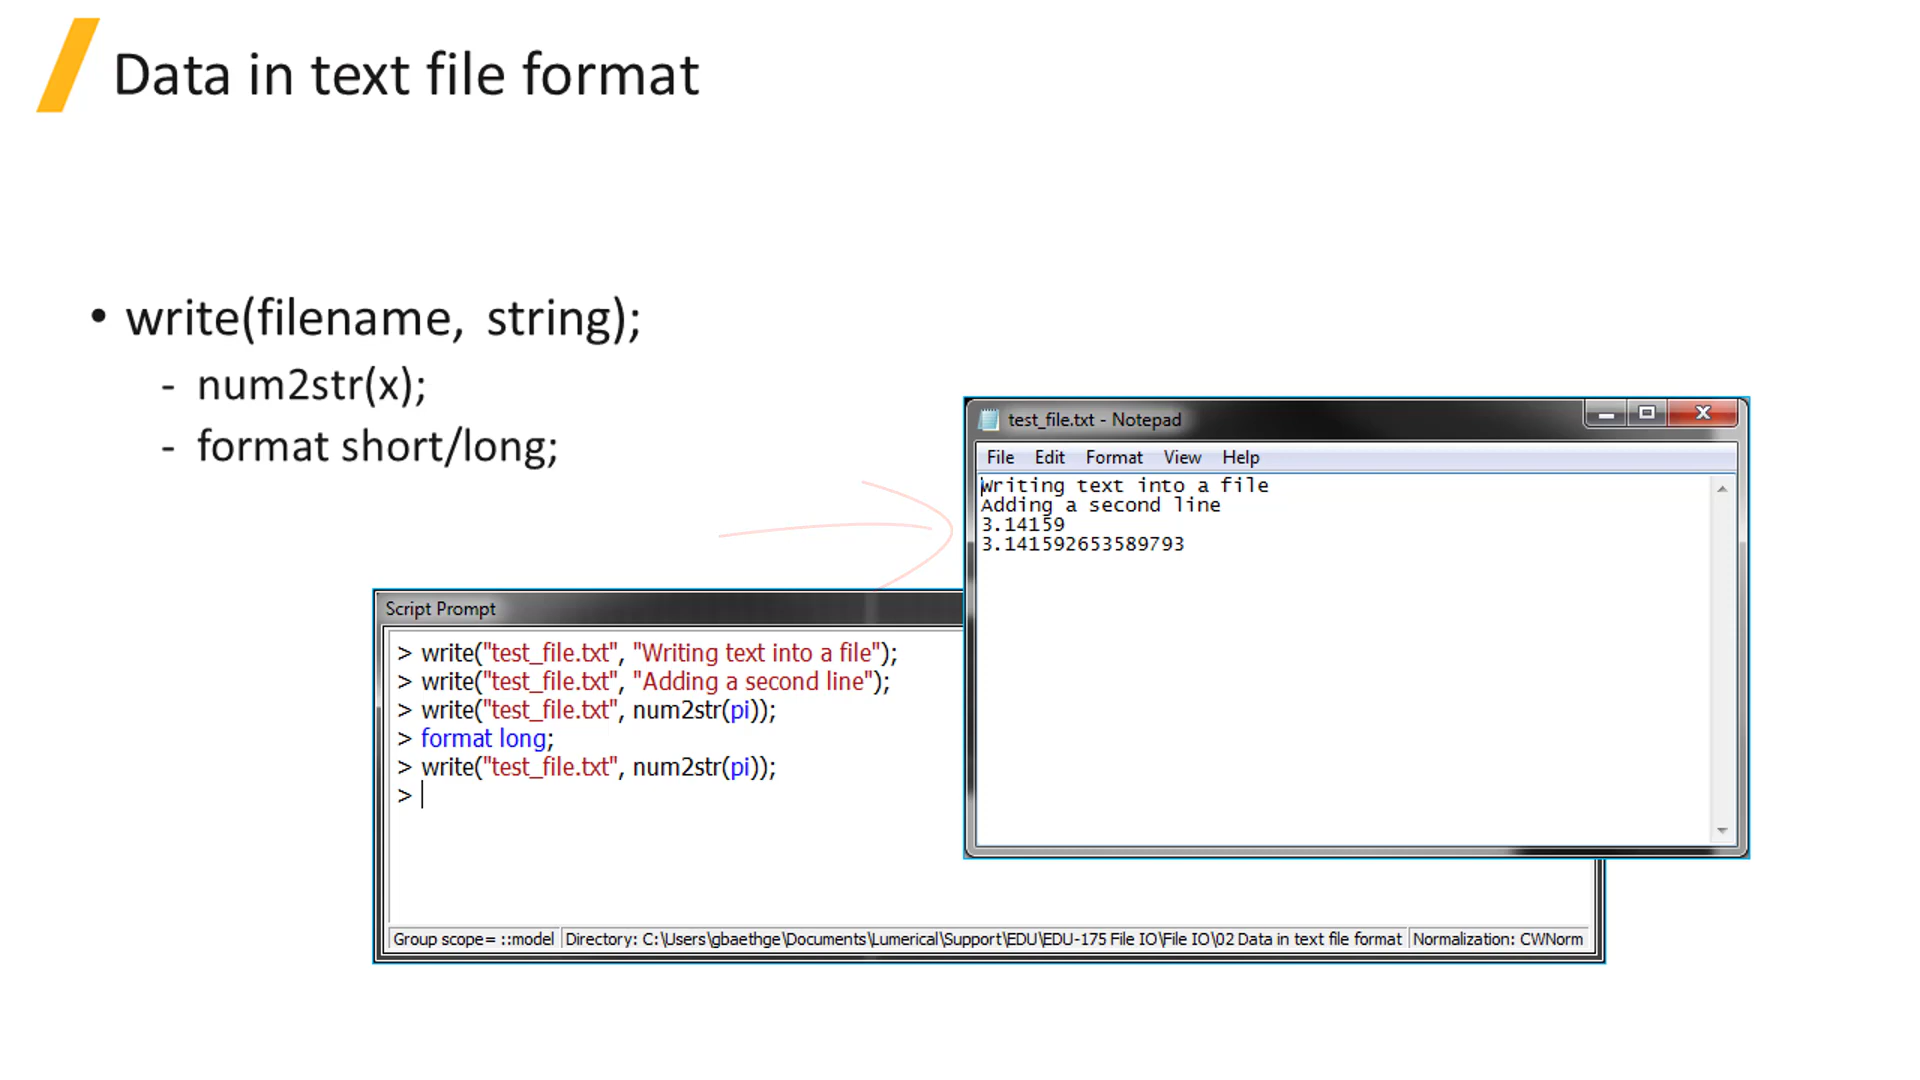 Data in text file format
• write(filename, string);
- num2str(x);
- format short/long;
test_file.txt - Notepad
File Edit Format View Help
Writing text into a file
Adding a second line
3.14159
3.141592653589793
Script Prompt
> write("test_file.txt", "Writing text into a file");
> write("test_file.txt", "Adding a second line");
> write("test_file.txt", num2str(pi));
> format long;
> write("test_file.txt", num2str(pi));
>
Group scope= ::model Directory: C:\Users\gbaethge\Documents\Lumerical\Support\EDU\EDU-175 File IO\File IO\02 Data in text file format Normalization: CWNorm